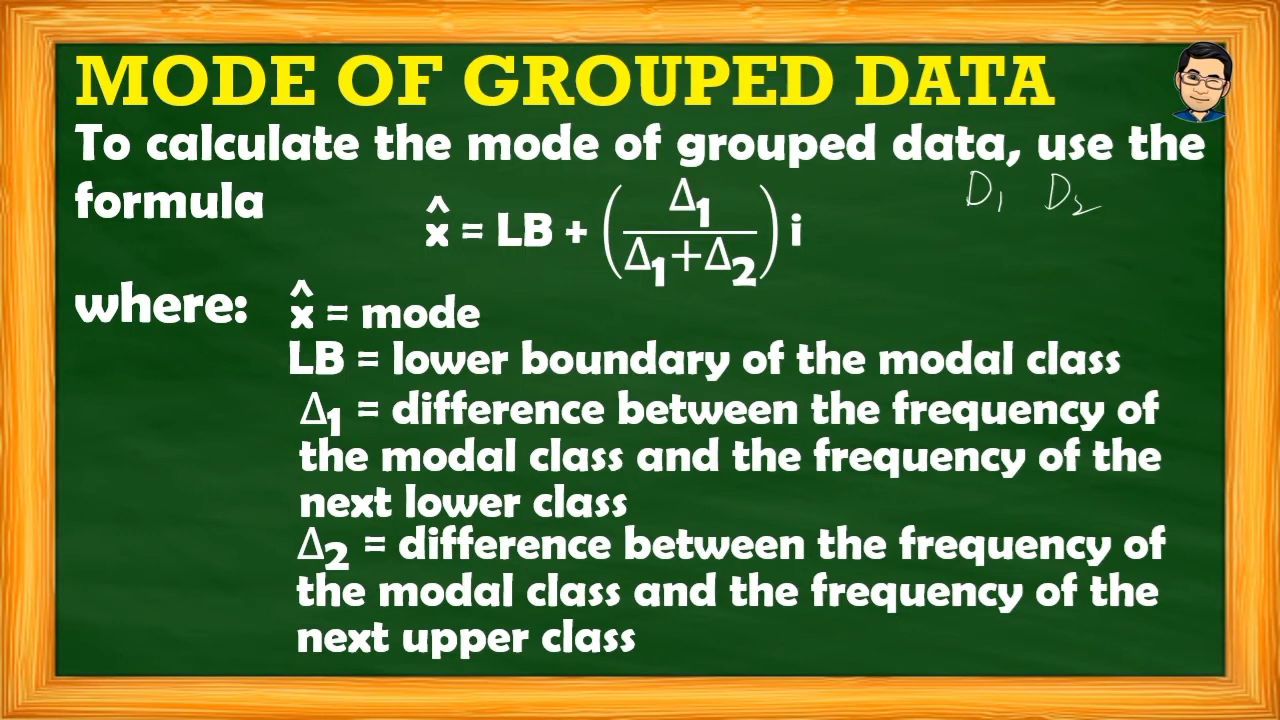 MODE OF GROUPED DATA
To calculate the mode of grouped data, use the
formula
D₁ D₂
x̂ = LB + (Δ₁ / (Δ₁+Δ₂)) i
where:
x̂ = mode
LB = lower boundary of the modal class
Δ₁ = difference between the frequency of
the modal class and the frequency of the
next lower class
Δ₂ = difference between the frequency of
the modal class and the frequency of the
next upper class